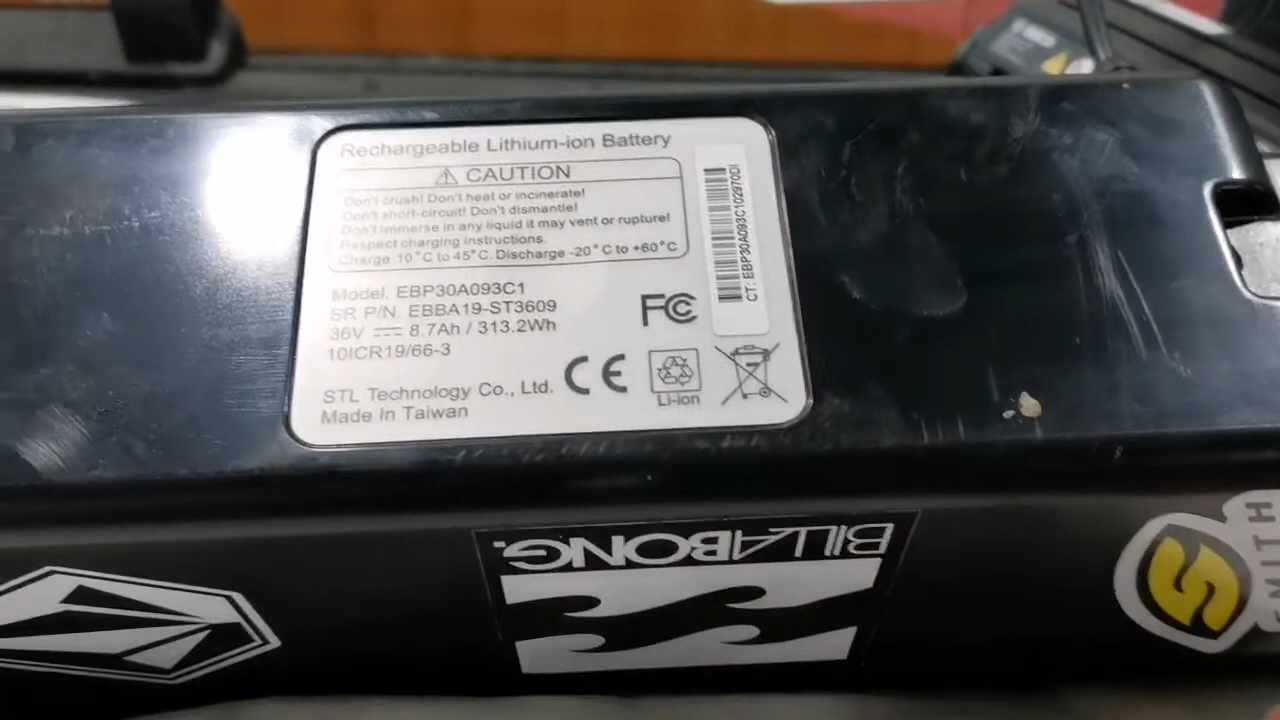 Rechargeable Lithium-ion Battery
CAUTION
Don't crush! Don't heat or incinerate!
Don't short-circuit! Don't dismantle!
Don't immerse in any liquid it may vent or rupture!
Respect charging instructions.
Charge 10°C to 45°C. Discharge -20°C to +60°C
Model. EBP30A093C1
SR P/N. EBBA19-ST3609
36V ⎓ 8.7Ah / 313.2Wh
10ICR19/66-3
STL Technology Co., Ltd.
Made In Taiwan
FC
CE
Li-ion
CT: EBP30A093C102970DI
BILLABONG.
SMITH